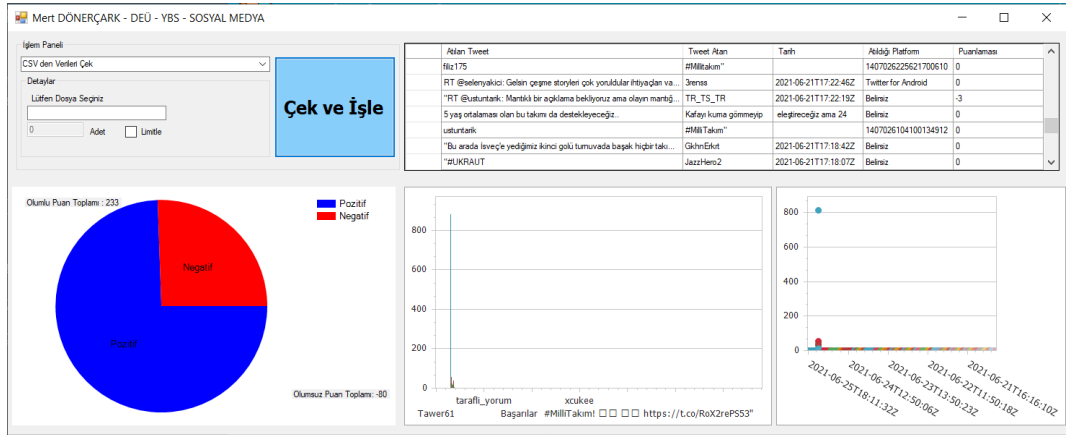 Mert DÖNERÇARK - DEÜ - YBS - SOSYAL MEDYA
İşlem Paneli
CSV den Verileri Çek
Detaylar
Lütfen Dosya Seçiniz
0 Adet Limitle
Çek ve İşle
Atılan Tweet Tweet Atan Tarih Atıldığı Platform Puanlaması
filiz175 #Millitakım" 1407026225621700610 0
RT @selenyakici: Gelsin çeşme storyleri çok yoruldular ihtiyaçları va... 3renss 2021-06-21T17:22:46Z Twitter for Android 0
"RT @ustuntarik: Mantıklı bir açıklama bekliyoruz ama olayın mantığ... TR_TS_TR 2021-06-21T17:22:19Z Belirsiz -3
5 yaş ortalaması olan bu takımı da destekleyeceğiz.. Kafayı kuma gömmeyip eleştireceğiz ama 24 Belirsiz 0
ustuntarik #MilliTakım" 1407026104100134912 0
"Bu arada İsveç'e yediğimiz ikinci golü turnuvada başak hiçbir takı... GkhnErkrt 2021-06-21T17:18:42Z Belirsiz 0
"#UKRAUT JazzHero2 2021-06-21T17:18:07Z Belirsiz 0
Olumlu Puan Toplamı : 233
Pozitif
Negatif
Negatif
Pozitif
Olumsuz Puan Toplamı: -80
800
600
400
200
0
tarafli_yorum xcukee
Tawer61 Başarılar #MilliTakım! □□ □□ https://t.co/RoX2rePS53"
800
600
400
200
0
2021-06-25T18:11:32Z
2021-06-24T12:50:06Z
2021-06-23T13:50:23Z
2021-06-22T11:50:18Z
2021-06-21T16:16:10Z